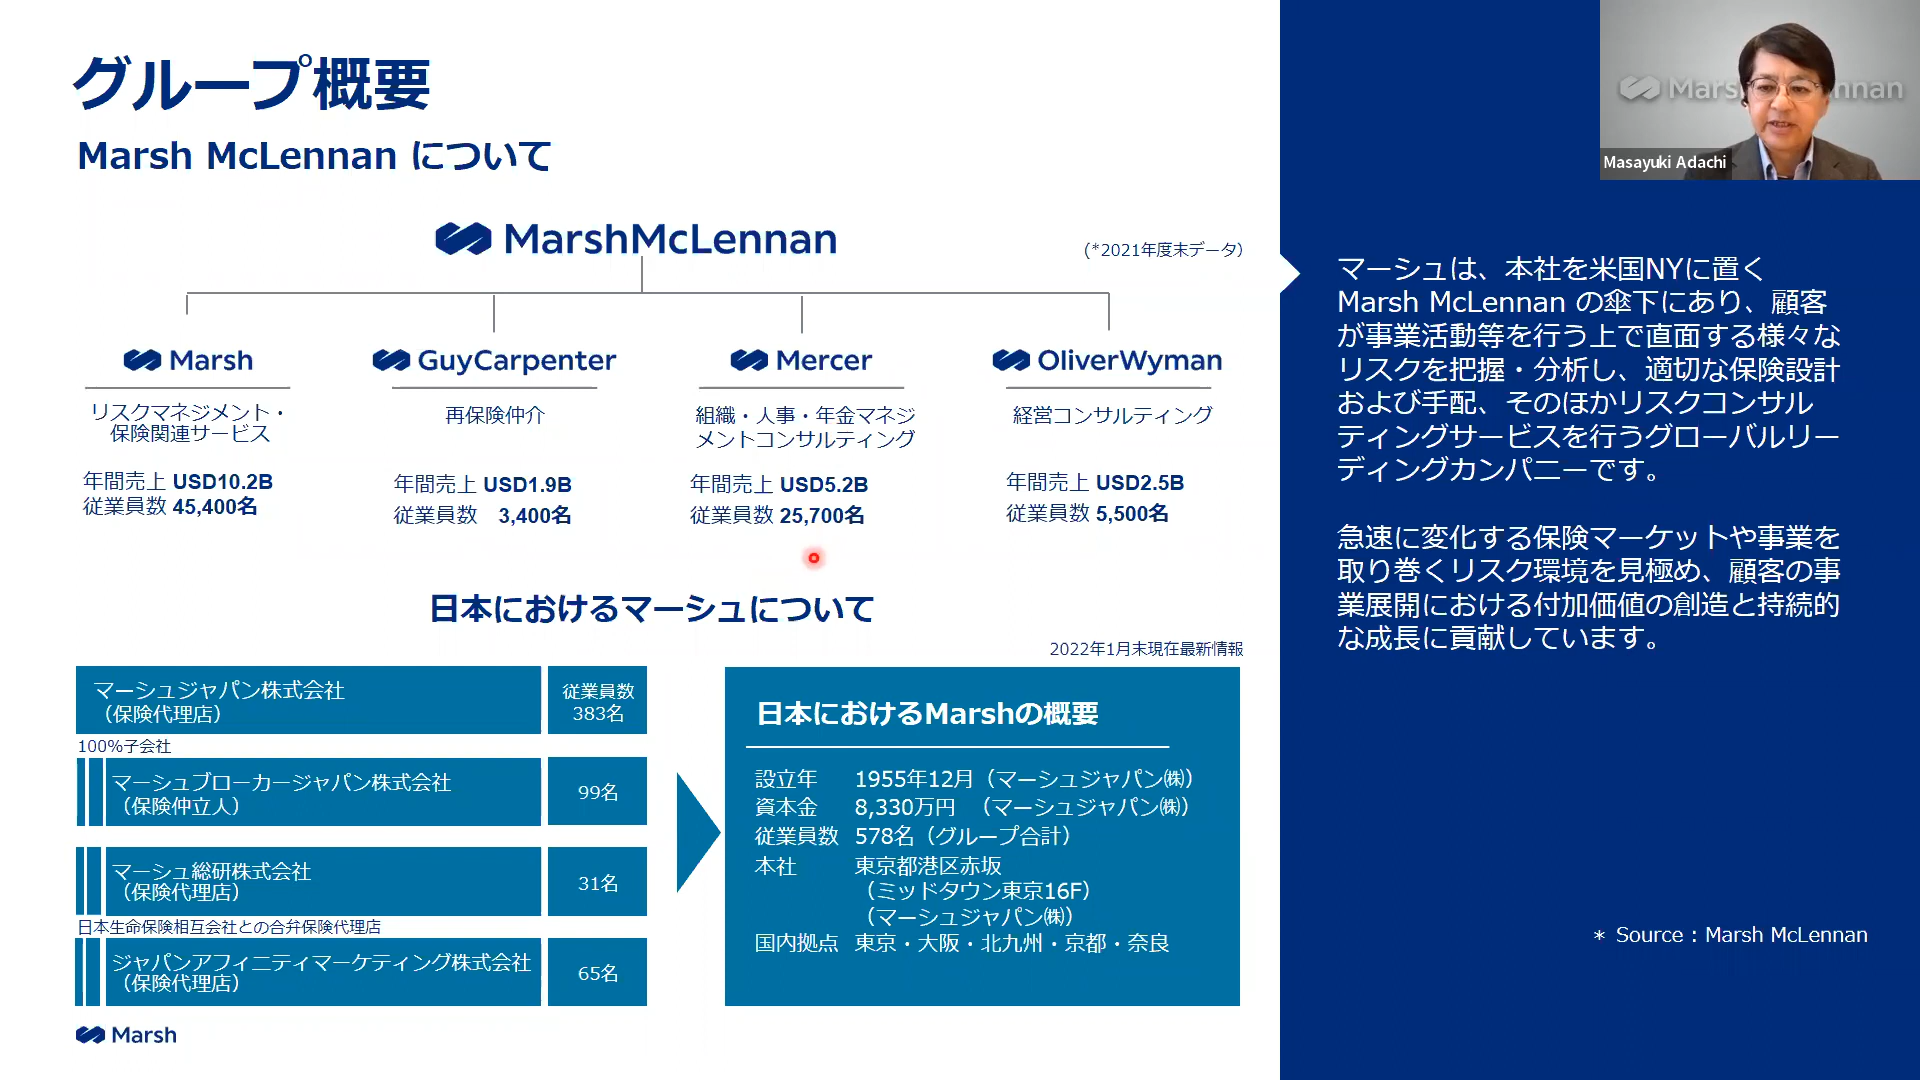 グループ概要
Marsh McLennan について
MarshMcLennan
(*2021年度末データ)
Marsh
リスクマネジメント・
保険関連サービス
年間売上 USD10.2B
従業員数 45,400名
GuyCarpenter
再保険仲介
年間売上 USD1.9B
従業員数 3,400名
Mercer
組織・人事・年金マネジ
メントコンサルティング
年間売上 USD5.2B
従業員数 25,700名
OliverWyman
経営コンサルティング
年間売上 USD2.5B
従業員数 5,500名
日本におけるマーシュについて
2022年1月末現在最新情報
マーシュジャパン株式会社
（保険代理店）
従業員数
383名
100%子会社
マーシュブローカージャパン株式会社
（保険仲立人）
99名
マーシュ総研株式会社
（保険代理店）
31名
日本生命保険相互会社との合弁保険代理店
ジャパンアフィニティマーケティング株式会社
（保険代理店）
65名
日本におけるMarshの概要
設立年 1955年12月（マーシュジャパン㈱）
資本金 8,330万円 （マーシュジャパン㈱）
従業員数 578名（グループ合計）
本社 東京都港区赤坂
（ミッドタウン東京16F）
（マーシュジャパン㈱）
国内拠点 東京・大阪・北九州・京都・奈良
Marsh
Masayuki Adachi
マーシュは、本社を米国NYに置く
Marsh McLennan の傘下にあり、顧客
が事業活動等を行う上で直面する様々な
リスクを把握・分析し、適切な保険設計
および手配、そのほかリスクコンサル
ティングサービスを行うグローバルリー
ディングカンパニーです。
急速に変化する保険マーケットや事業を
取り巻くリスク環境を見極め、顧客の事
業展開における付加価値の創造と持続的
な成長に貢献しています。
* Source : Marsh McLennan